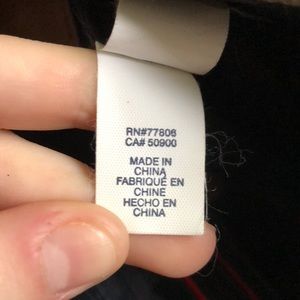 RN#77806
CA# 50900
MADE IN
CHINA
FABRIQUÉ EN
CHINE
HECHO EN
CHINA